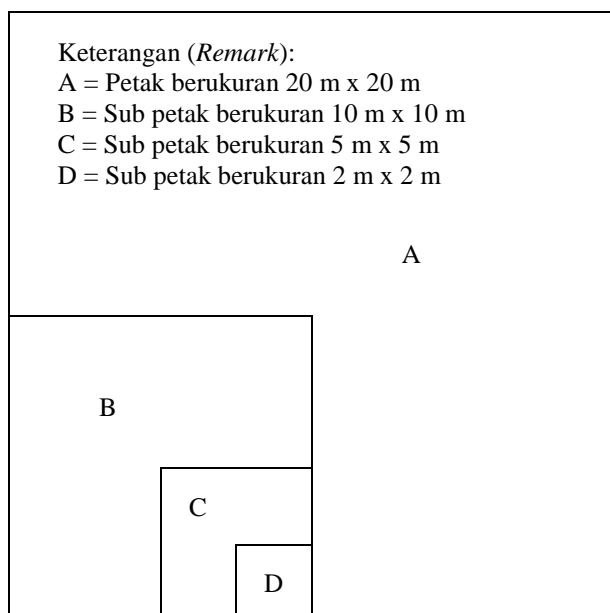 Keterangan (Remark):
A = Petak berukuran 20 m x 20 m
B = Sub petak berukuran 10 m x 10 m
C = Sub petak berukuran 5 m x 5 m
D = Sub petak berukuran 2 m x 2 m
A
B
C
D